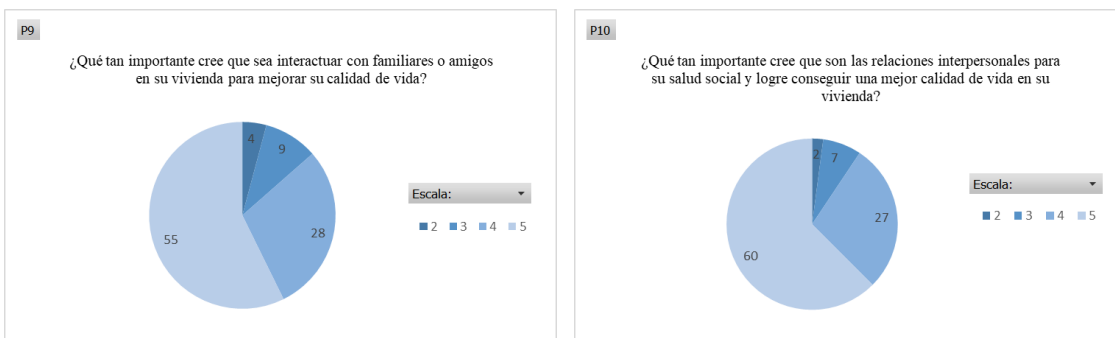 P9
¿Qué tan importante cree que sea interactuar con familiares o amigos
en su vivienda para mejorar su calidad de vida?
4
9
28
55
Escala:
2 3 4 5
P10
¿Qué tan importante cree que son las relaciones interpersonales para
su salud social y logre conseguir una mejor calidad de vida en su
vivienda?
2
7
27
60
Escala:
2 3 4 5